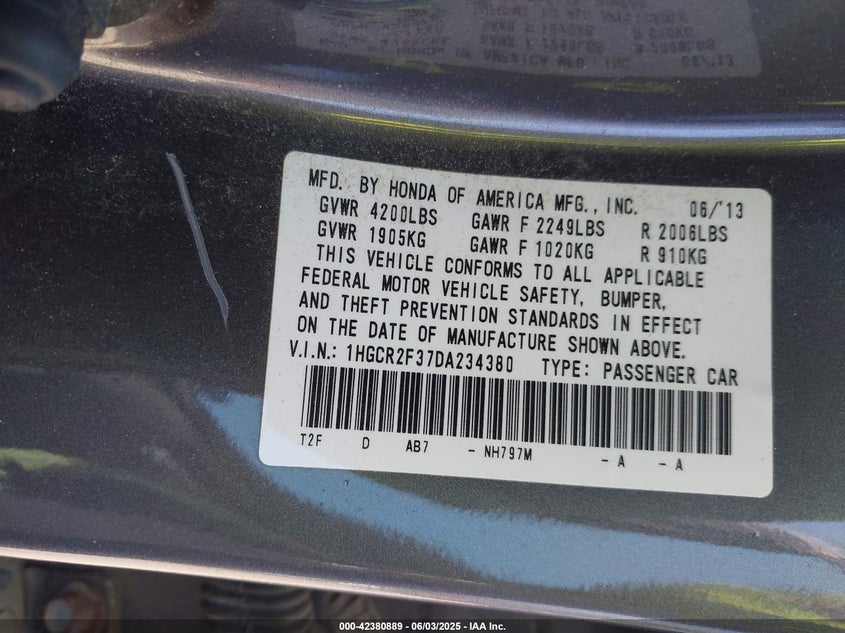 MFD. BY HONDA OF AMERICA MFG., INC. 06/'13
GVWR 4200LBS GAWR F 2249LBS R 2006LBS
GVWR 1905KG GAWR F 1020KG R 910KG
THIS VEHICLE CONFORMS TO ALL APPLICABLE
FEDERAL MOTOR VEHICLE SAFETY, BUMPER,
AND THEFT PREVENTION STANDARDS IN EFFECT
ON THE DATE OF MANUFACTURE SHOWN ABOVE.
V.I.N.: 1HGCR2F37DA234380 TYPE: PASSENGER CAR
T2F D AB7 - NH797M - A - A
000-42380889 - 06/03/2025 - IAA Inc.